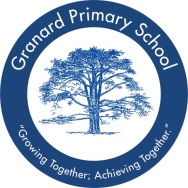 Granard Primary School
"Growing Together; Achieving Together."